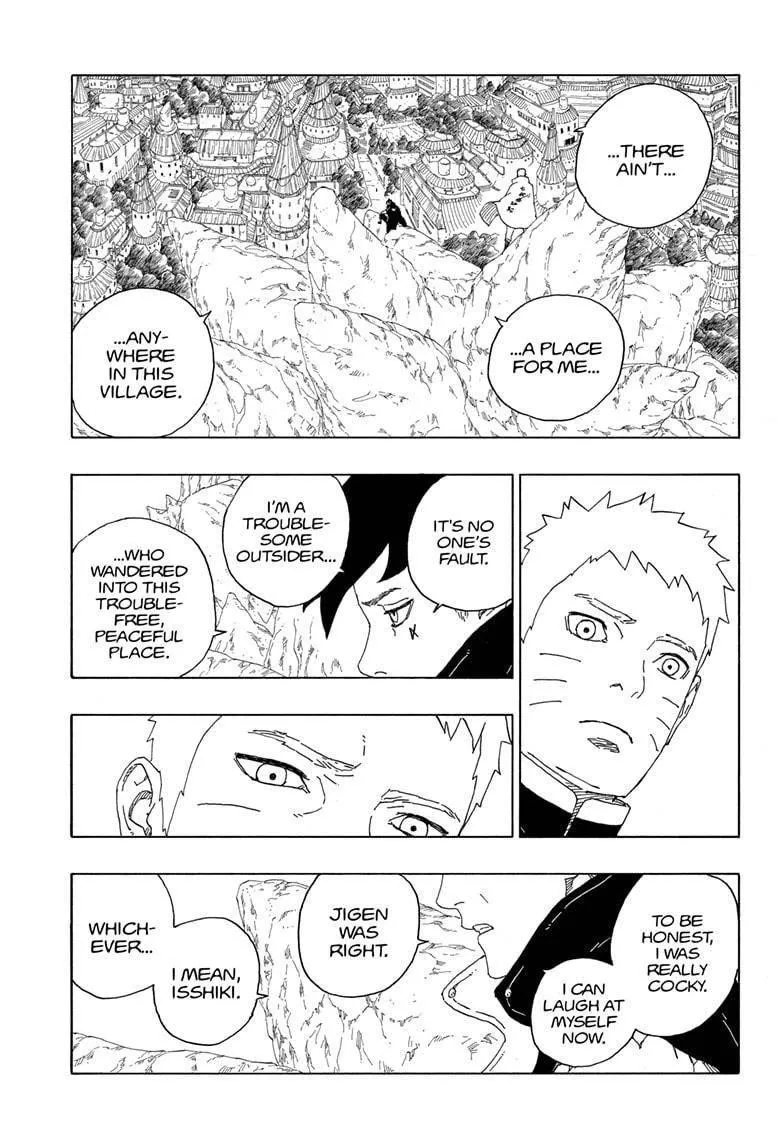 ...THERE
AIN'T...
...A PLACE
FOR ME...
...ANY-
WHERE
IN THIS
VILLAGE.
IT'S NO
ONE'S
FAULT.
I'M A
TROUBLE-
SOME
OUTSIDER...
...WHO
WANDERED
INTO THIS
TROUBLE-
FREE,
PEACEFUL
PLACE.
TO BE
HONEST,
I WAS
REALLY
COCKY.
I CAN
LAUGH AT
MYSELF
NOW.
JIGEN
WAS
RIGHT.
I MEAN,
ISSHIKI.
WHICH-
EVER...